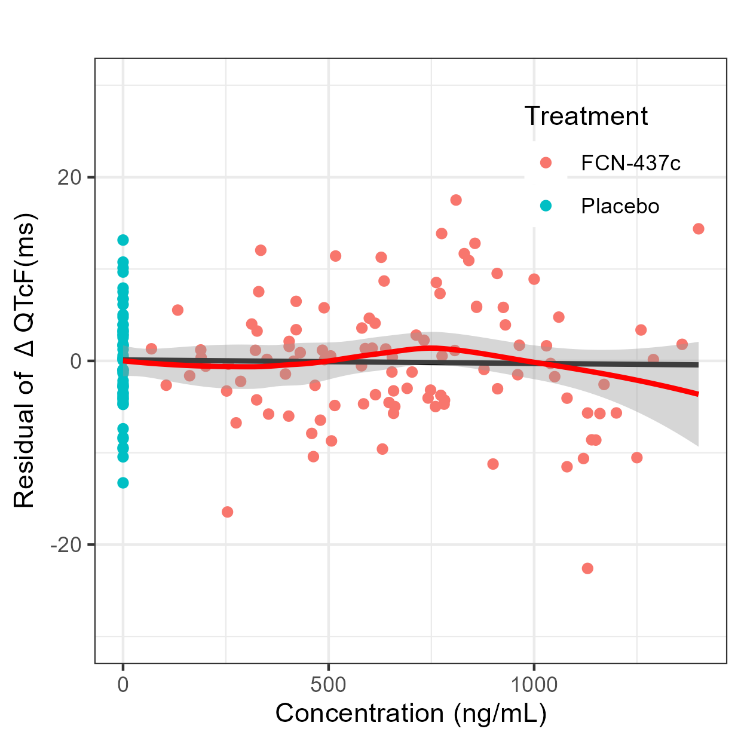 Treatment
FCN-437c
Placebo
20
0
-20
Residual of Δ QTcF(ms)
0 500 1000
Concentration (ng/mL)